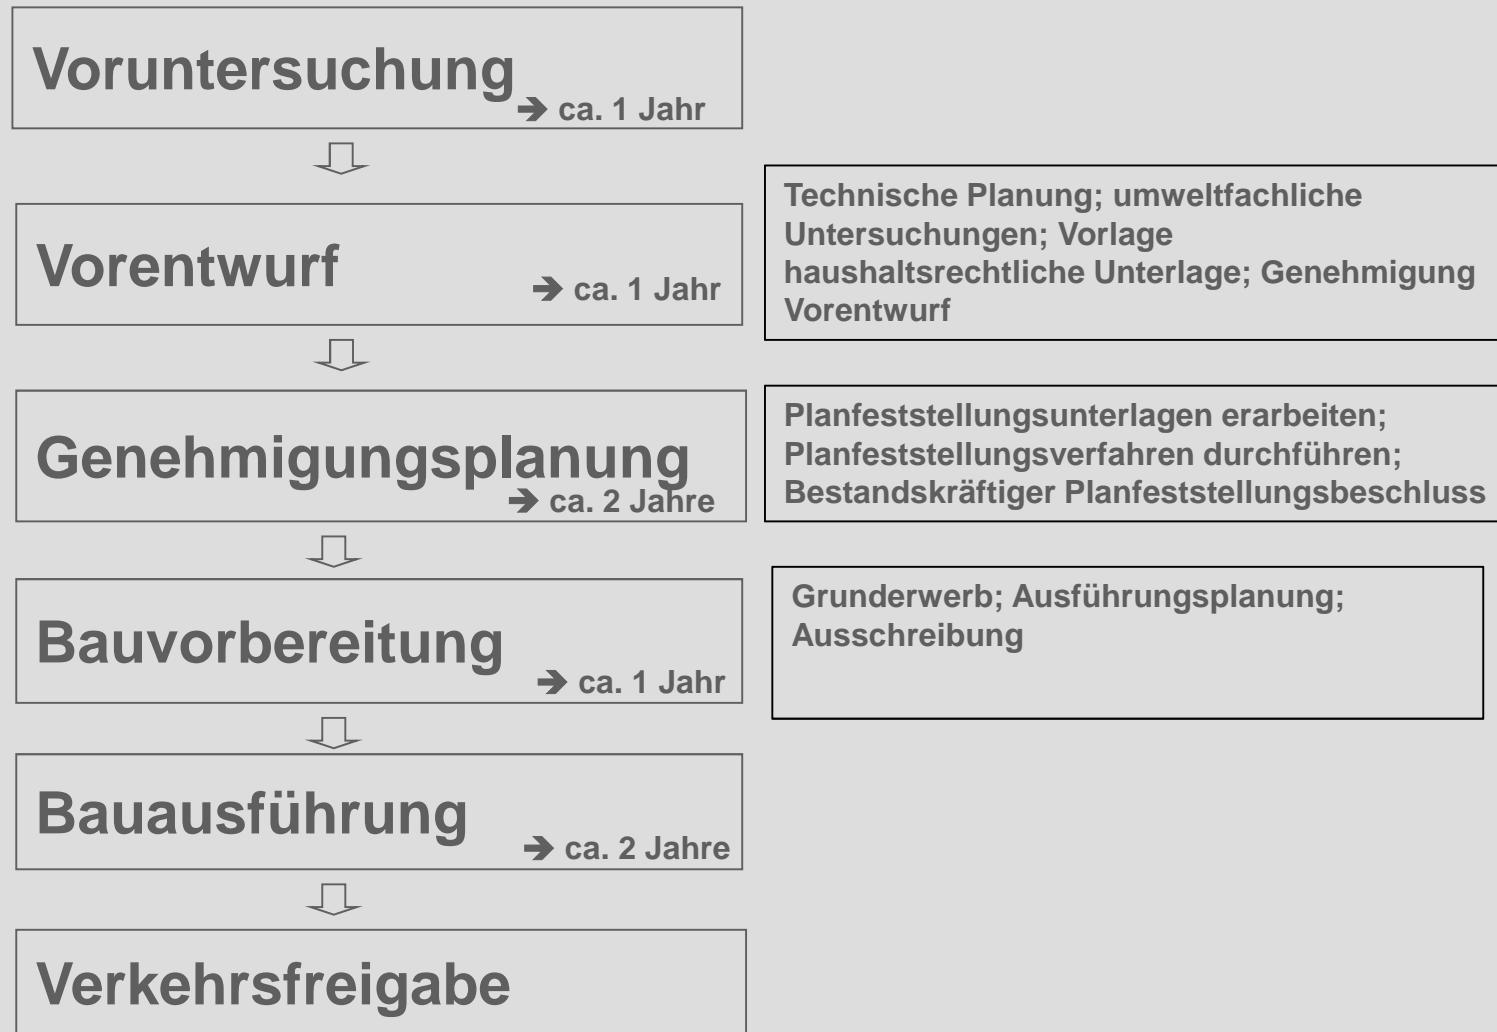 Voruntersuchung
➔ ca. 1 Jahr
Vorentwurf
➔ ca. 1 Jahr
Technische Planung; umweltfachliche
Untersuchungen; Vorlage
haushaltsrechtliche Unterlage; Genehmigung
Vorentwurf
Genehmigungsplanung
➔ ca. 2 Jahre
Planfeststellungsunterlagen erarbeiten;
Planfeststellungsverfahren durchführen;
Bestandskräftiger Planfeststellungsbeschluss
Bauvorbereitung
➔ ca. 1 Jahr
Grunderwerb; Ausführungsplanung;
Ausschreibung
Bauausführung
➔ ca. 2 Jahre
Verkehrsfreigabe